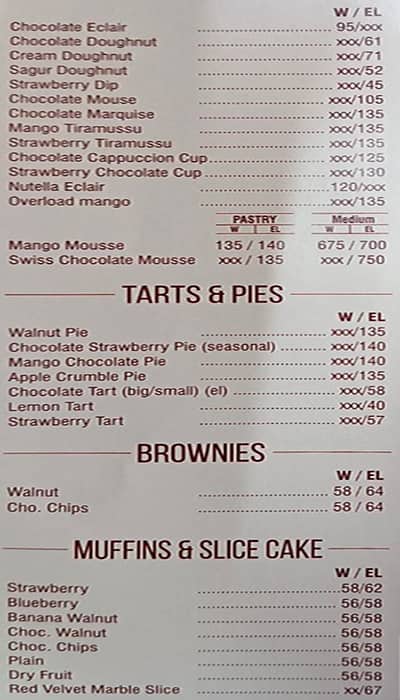 W / EL
Chocolate Eclair ........................ 95/xxx
Chocolate Doughnut ........................ xxx/61
Cream Doughnut ........................ xxx/71
Sagur Doughnut ........................ xxx/52
Strawberry Dip ........................ xxx/45
Chocolate Mouse ........................ xxx/105
Chocolate Marquise ........................ xxx/135
Mango Tiramussu ........................ xxx/135
Strawberry Tiramussu ........................ xxx/135
Chocolate Cappuccion Cup........................ xxx/125
Strawberry Chocolate Cup........................ xxx/130
Nutella Eclair ........................ 120/xxx
Overload mango ........................ xxx/135
PASTRY Medium
W | EL W | EL
Mango Mousse 135 / 140 675 / 700
Swiss Chocolate Mousse xxx / 135 xxx / 750
TARTS & PIES
W / EL
Walnut Pie ........................ xxx/135
Chocolate Strawberry Pie (seasonal) .......... xxx/140
Mango Chocolate Pie ........................ xxx/140
Apple Crumble Pie ........................ xxx/135
Chocolate Tart (big/small) (el) ........................ xxx/58
Lemon Tart ........................ xxx/40
Strawberry Tart ........................ xxx/57
BROWNIES
W / EL
Walnut ........................ 58 / 64
Cho. Chips ........................ 58 / 64
MUFFINS & SLICE CAKE
W / EL
Strawberry ........................58/62
Blueberry ........................ 56/58
Banana Walnut ........................ 56/58
Choc. Walnut ........................ 56/58
Choc. Chips ........................ 56/58
Plain ........................ 56/58
Dry Fruit ........................ 56/58
Red Velvet Marble Slice ........................ xx/67